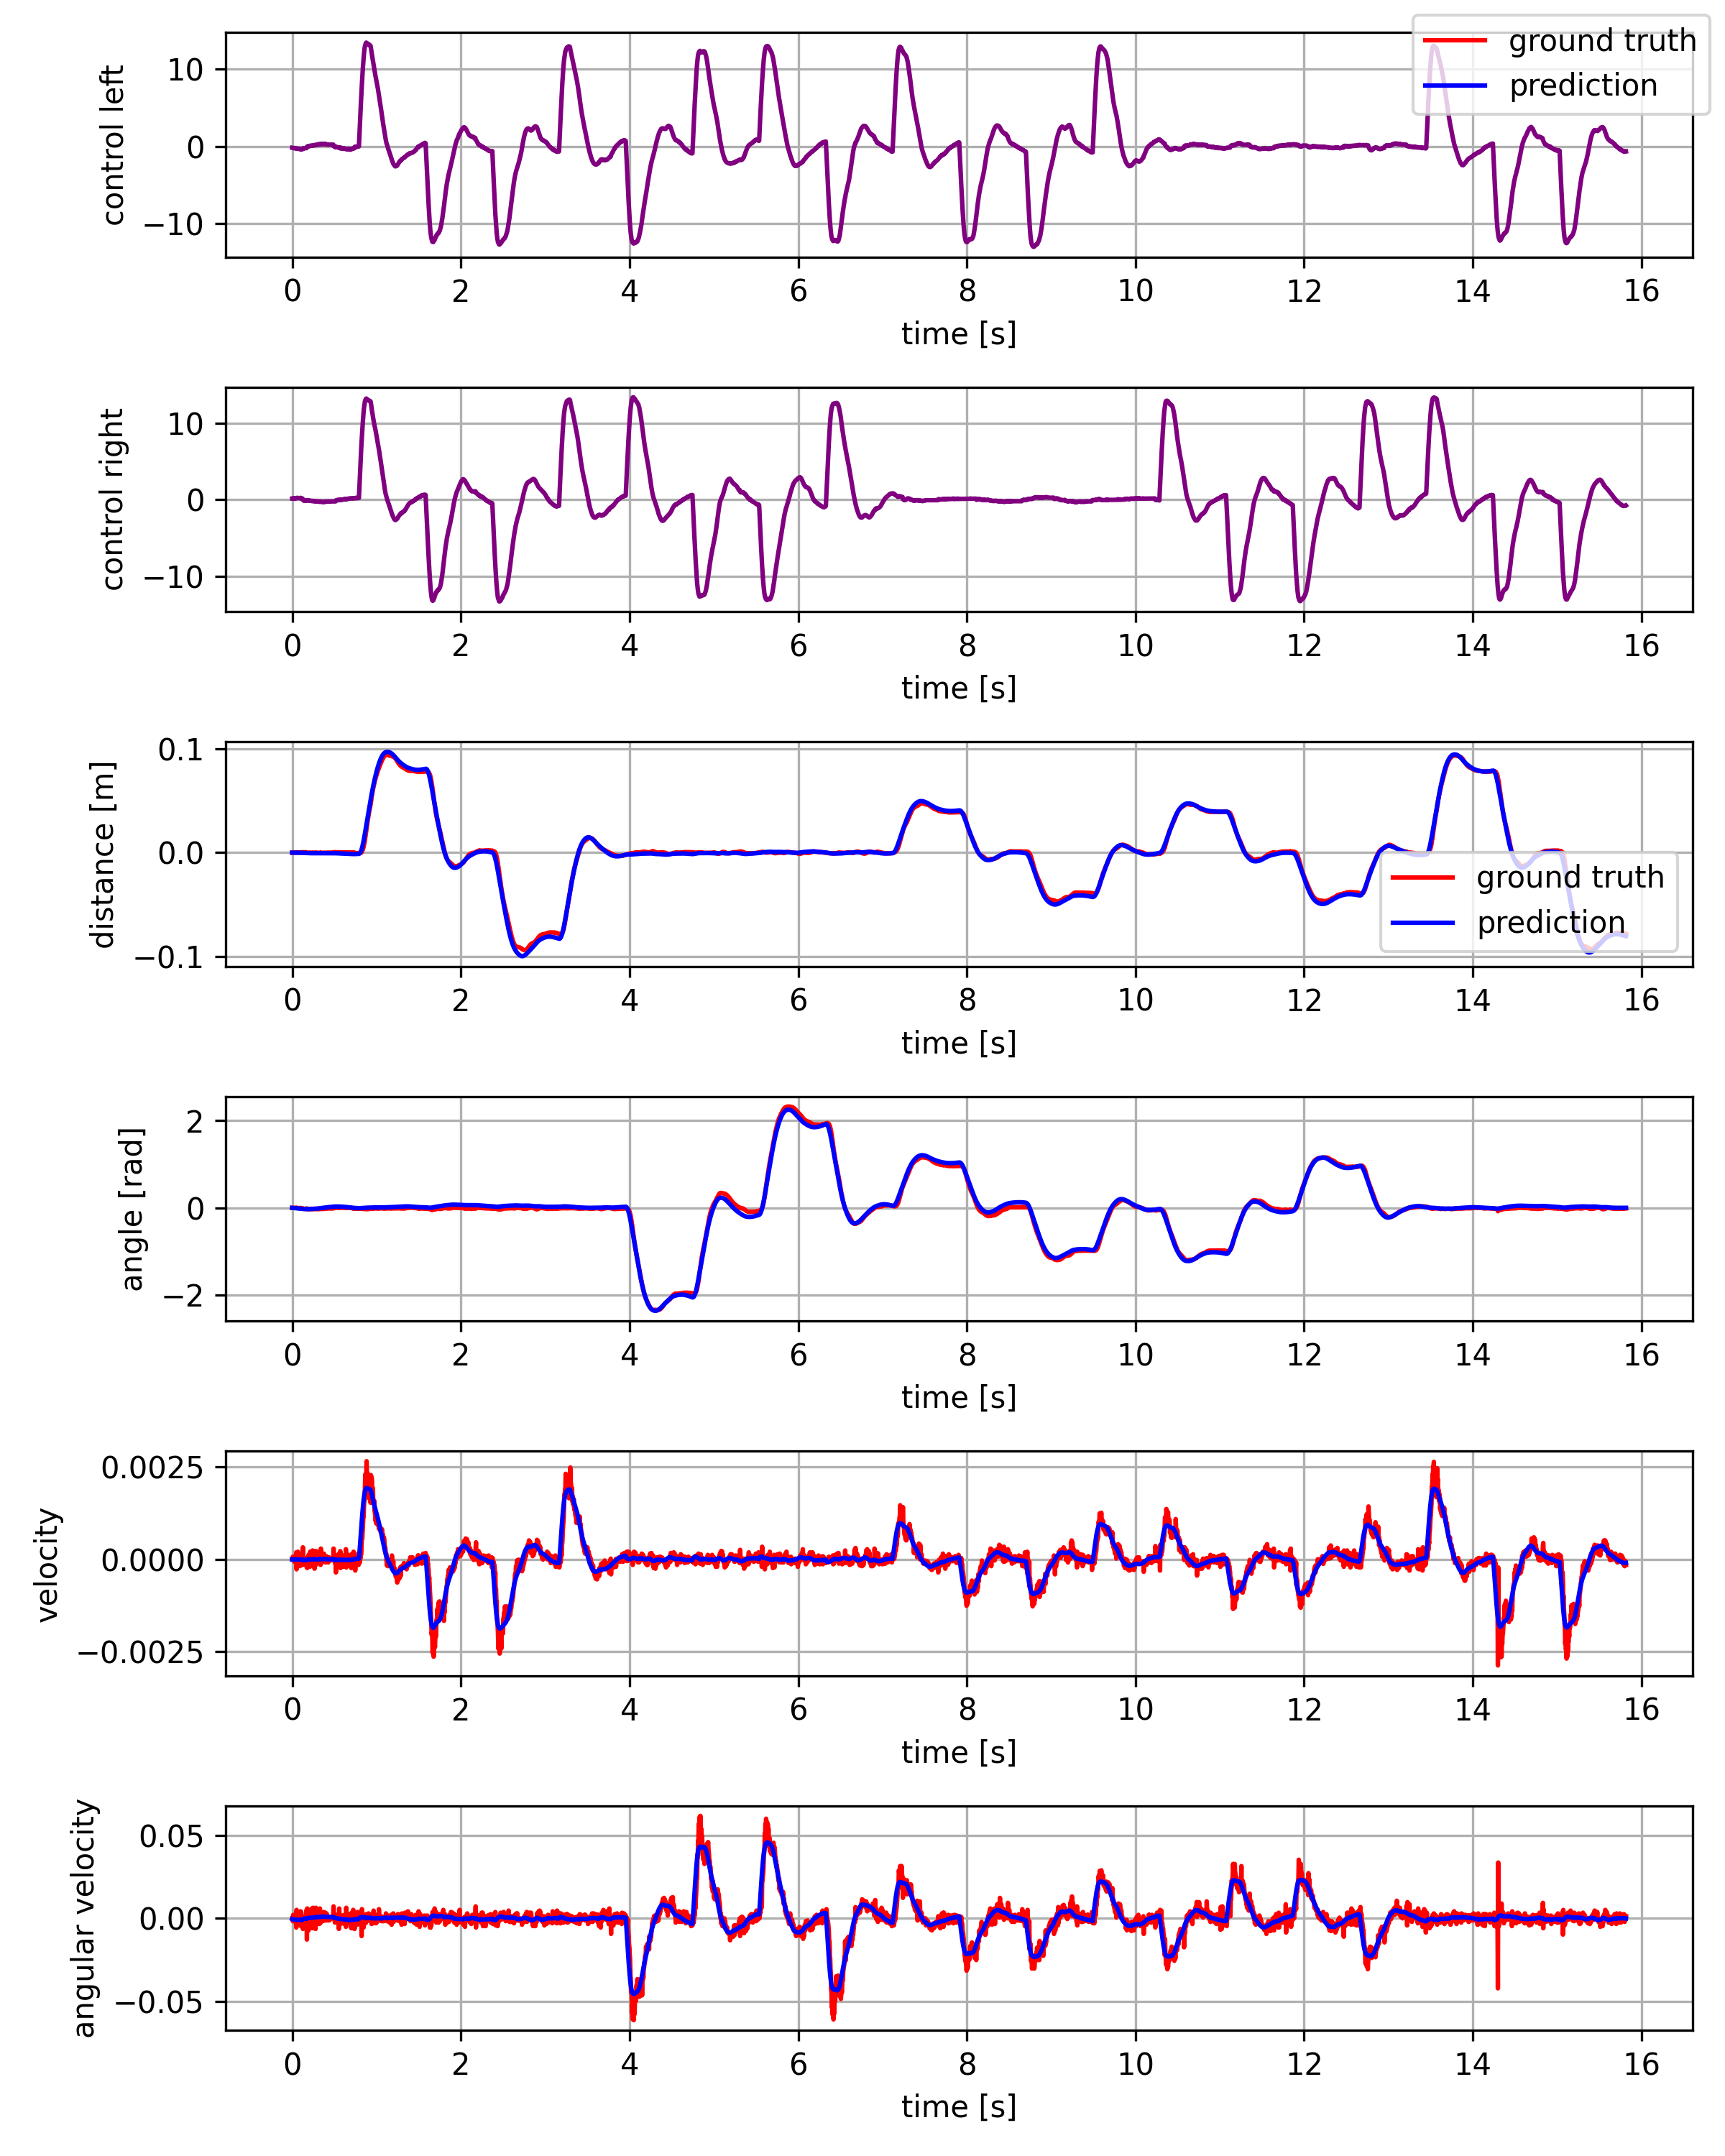 ground truth
prediction
control left
10
0
−10
0 2 4 6 8 10 12 14 16
time [s]
control right
10
0
−10
0 2 4 6 8 10 12 14 16
time [s]
distance [m]
0.1
0.0
−0.1
ground truth
prediction
0 2 4 6 8 10 12 14 16
time [s]
angle [rad]
2
0
−2
0 2 4 6 8 10 12 14 16
time [s]
velocity
0.0025
0.0000
−0.0025
0 2 4 6 8 10 12 14 16
time [s]
angular velocity
0.05
0.00
−0.05
0 2 4 6 8 10 12 14 16
time [s]